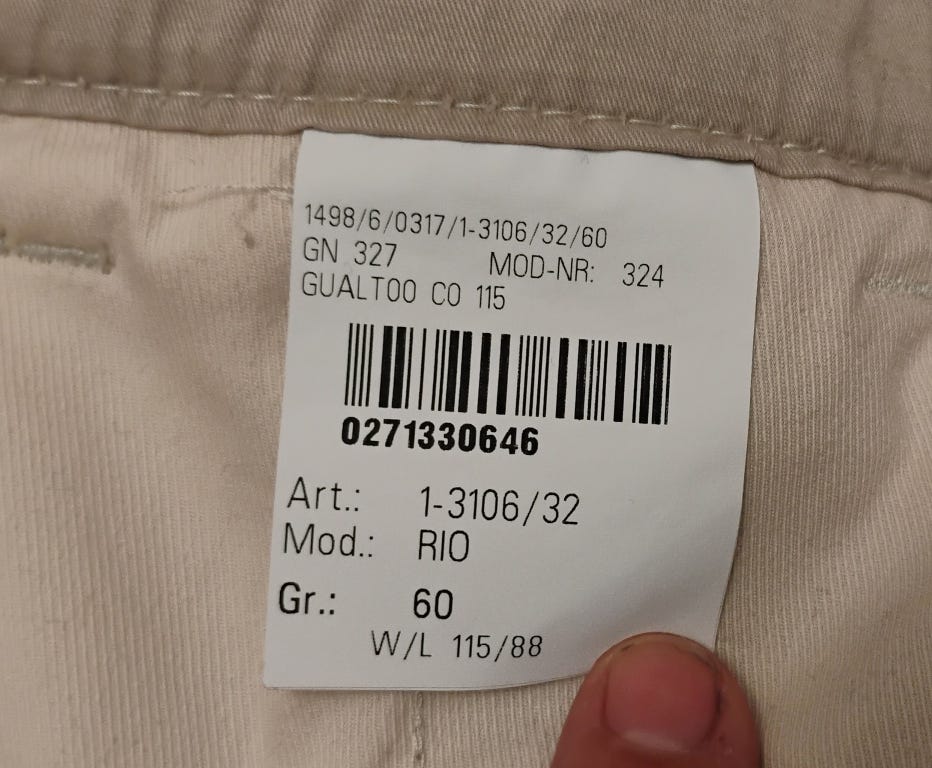 1498/6/0317/1-3106/32/60
GN 327 MOD-NR: 324
GUALTOO CO 115
0271330646
Art.: 1-3106/32
Mod.: RIO
Gr.: 60
W/L 115/88